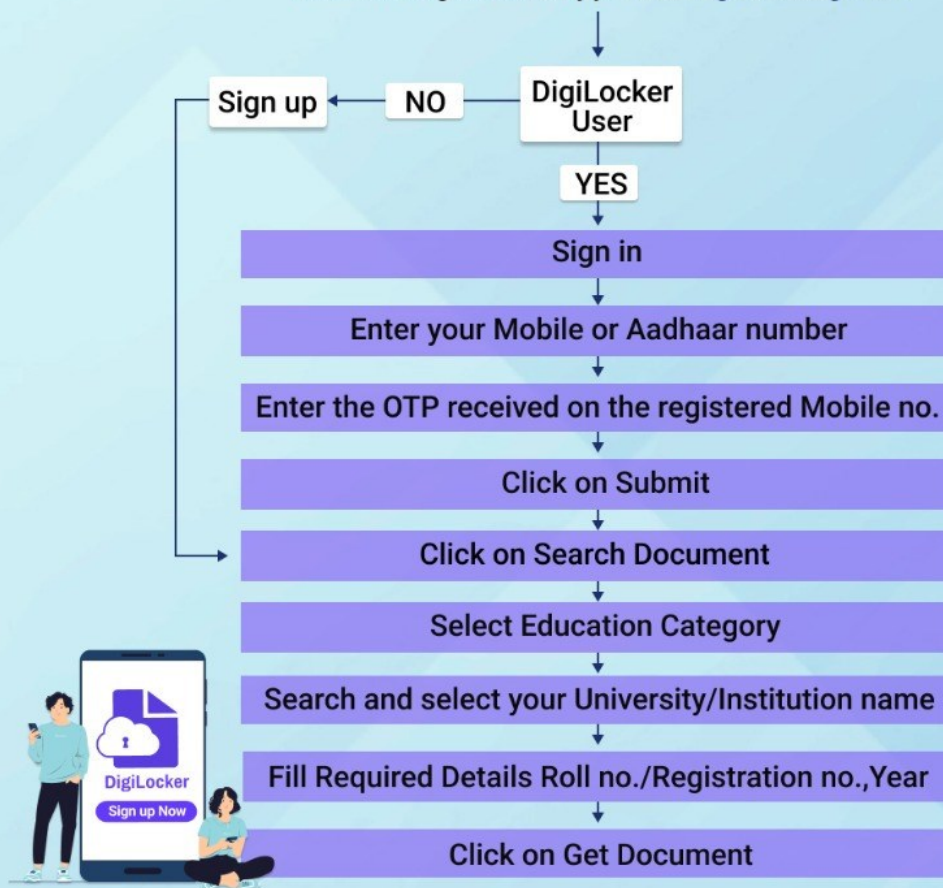 DigiLocker
User
NO
Sign up
YES
Sign in
Enter your Mobile or Aadhaar number
Enter the OTP received on the registered Mobile no.
Click on Submit
Click on Search Document
Select Education Category
Search and select your University/Institution name
Fill Required Details Roll no./Registration no.,Year
Click on Get Document
DigiLocker
Sign up Now